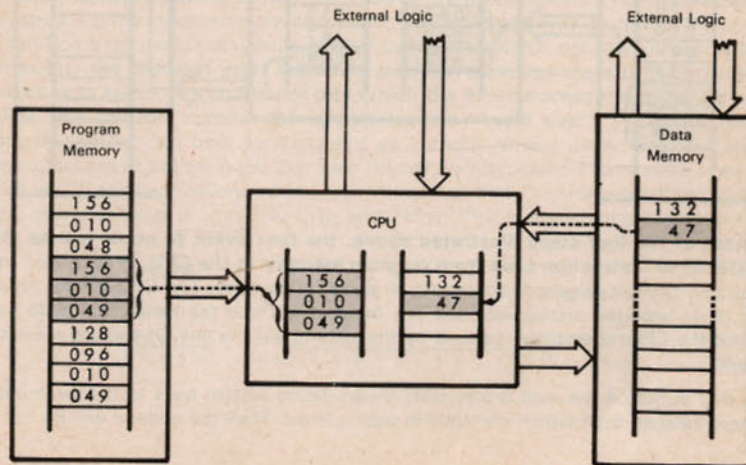 External Logic
External Logic
Program
Memory
156
010
048
156
010
049
128
096
010
049
CPU
156
010
049
132
47
Data
Memory
132
47